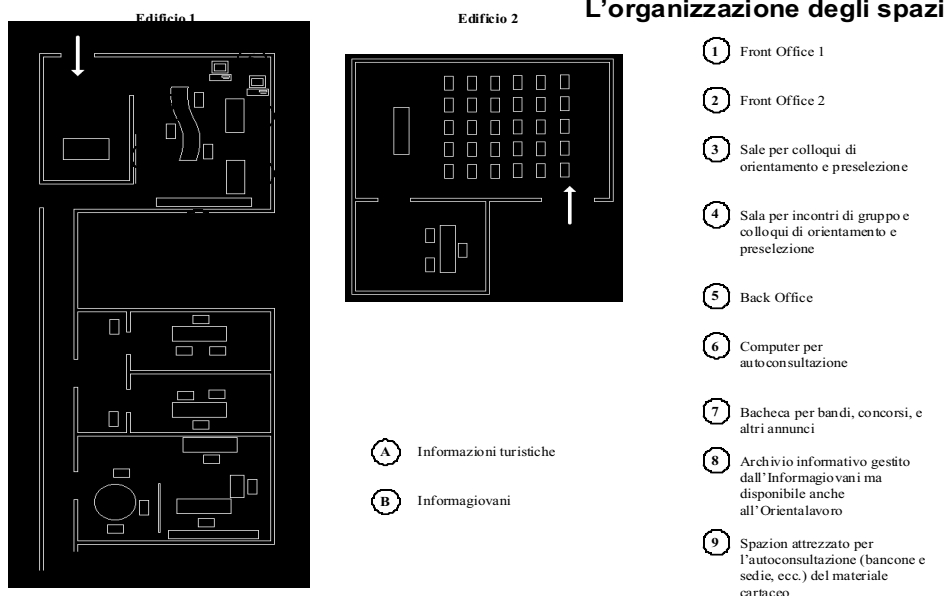 L'organizzazione degli spazi
Edificio 1
Edificio 2
1 Front Office 1
2 Front Office 2
3 Sale per colloqui di
orientamento e preselezione
4 Sala per incontri di gruppo e
colloqui di orientamento e
preselezione
5 Back Office
6 Computer per
autoconsultazione
7 Bacheca per bandi, concorsi, e
altri annunci
8 Archivio informativo gestito
dall'Informagiovani ma
disponibile anche
all'Orientalavoro
9 Spazion attrezzato per
l'autoconsultazione (bancone e
sedie, ecc.) del materiale
cartaceo
A Informazioni turistiche
B Informagiovani